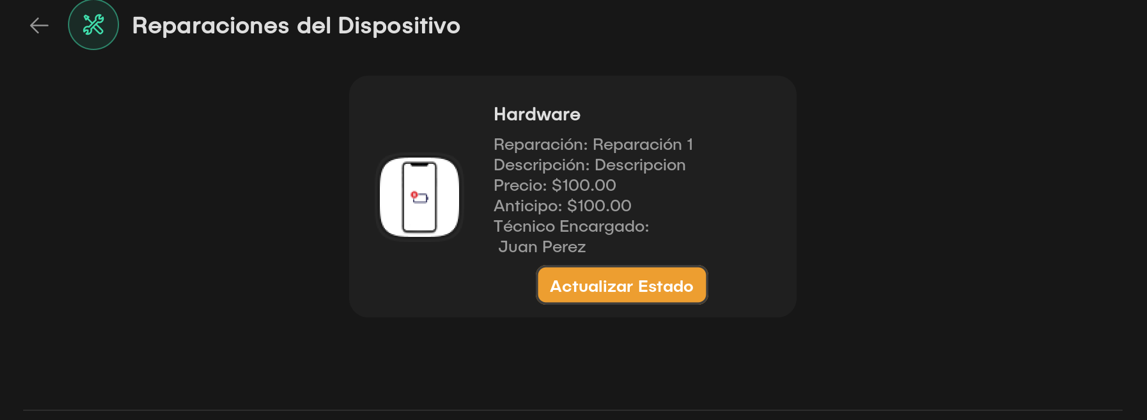 Reparaciones del Dispositivo
Hardware
Reparación: Reparación 1
Descripción: Descripcion
Precio: $100.00
Anticipo: $100.00
Técnico Encargado:
Juan Perez
Actualizar Estado